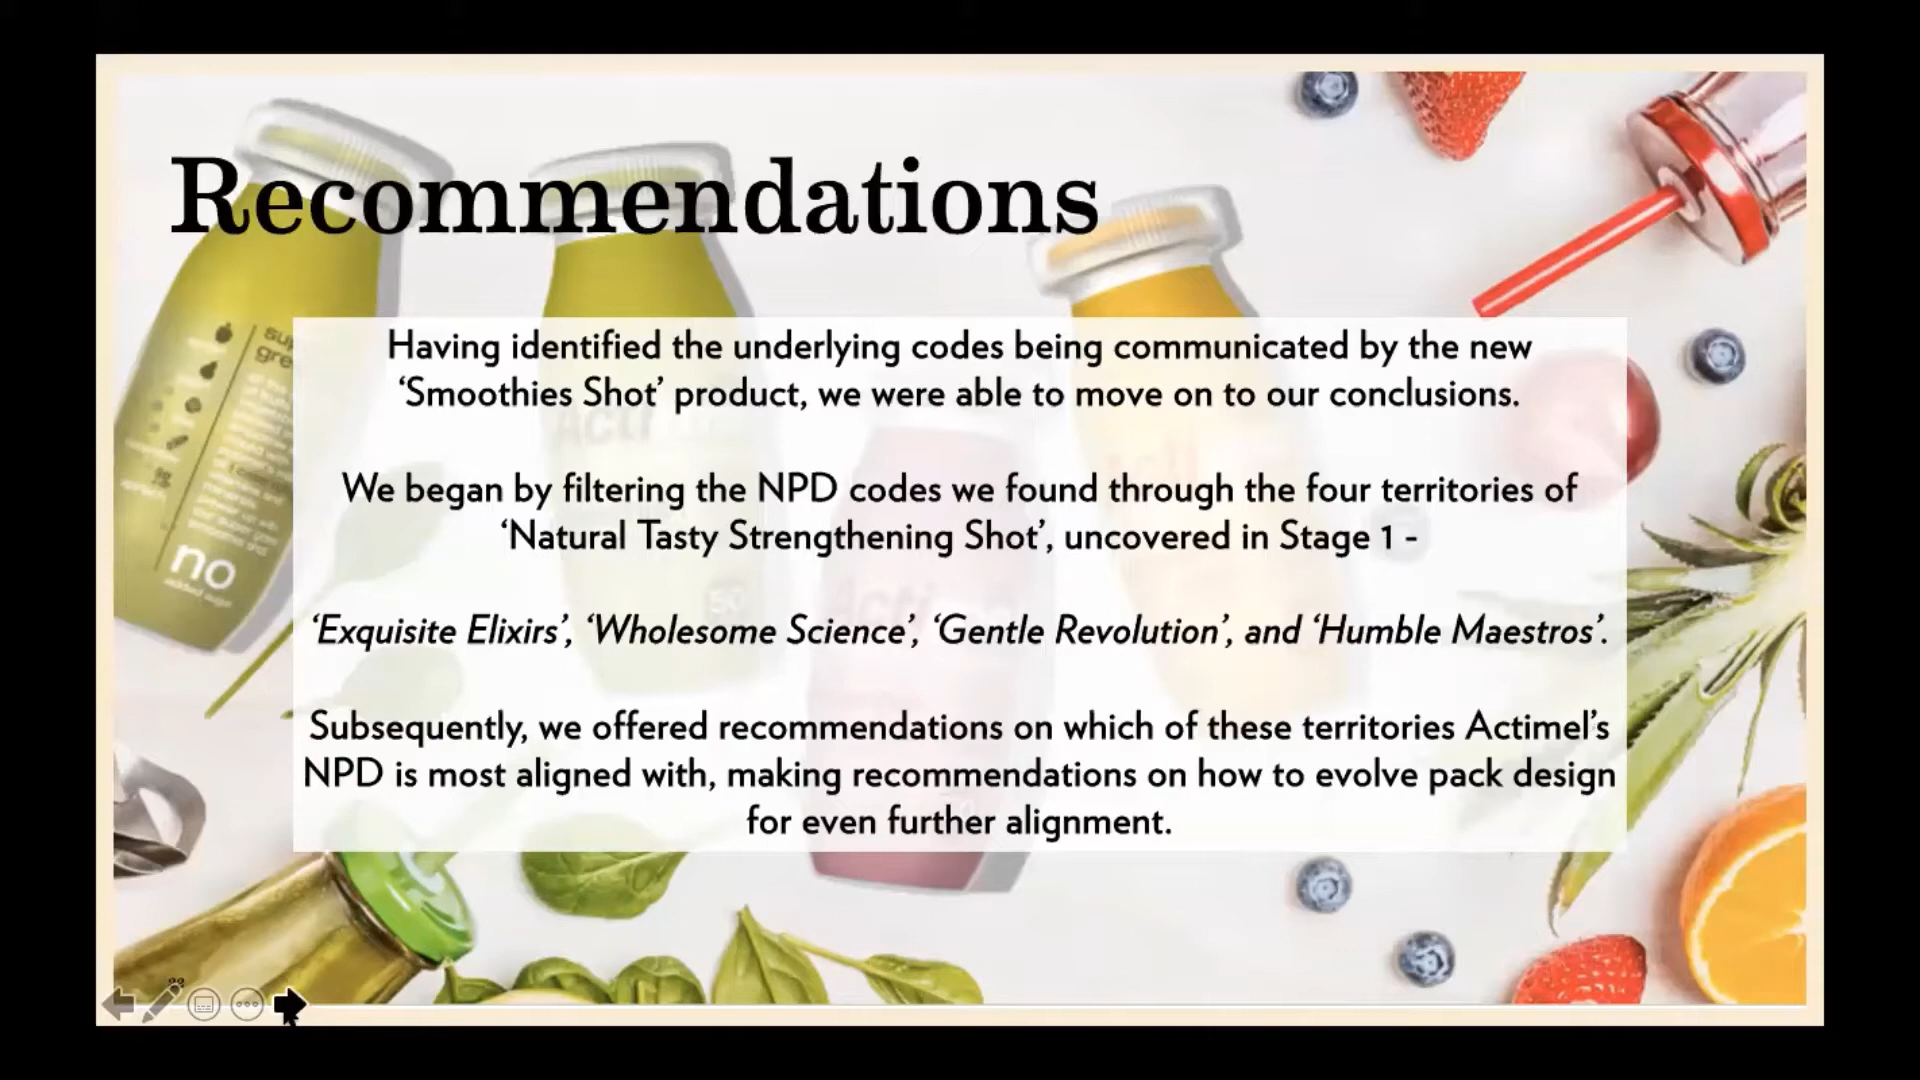 Recommendations
Having identified the underlying codes being communicated by the new
‘Smoothies Shot’ product, we were able to move on to our conclusions.
We began by filtering the NPD codes we found through the four territories of
‘Natural Tasty Strengthening Shot’, uncovered in Stage 1 -
‘Exquisite Elixirs’, ‘Wholesome Science’, ‘Gentle Revolution’, and ‘Humble Maestros’.
Subsequently, we offered recommendations on which of these territories Actimel’s
NPD is most aligned with, making recommendations on how to evolve pack design
for even further alignment.
no
added sugar